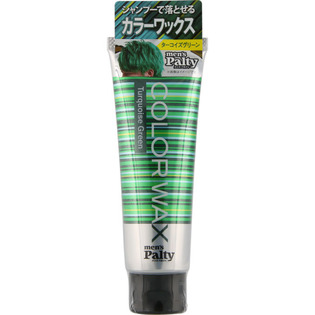 シャンプーで落とせる
カラーワックス
ターコイズグリーン
men's
Palty
COLOR WAX
Turquoise Green
men's
Palty